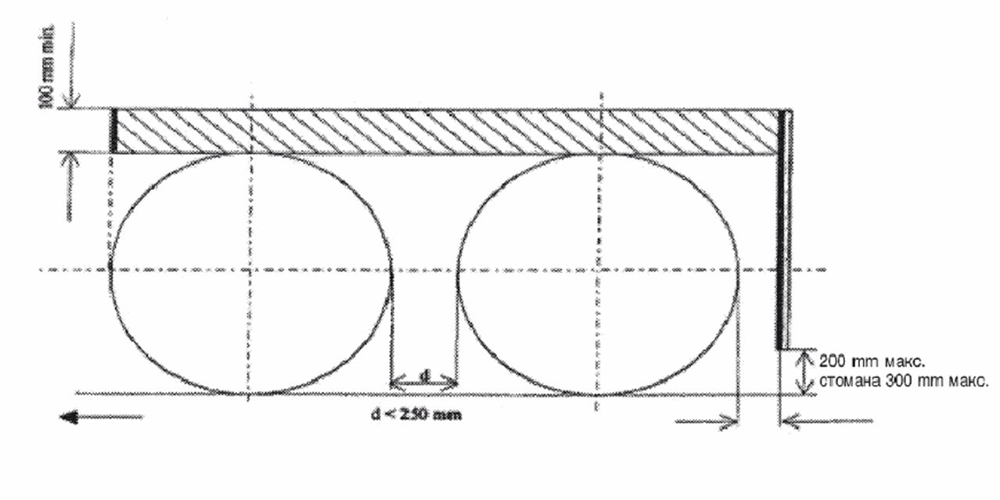 100 mm min.
d
d < 250 mm
200 mm макс.
стомана 300 mm макс.